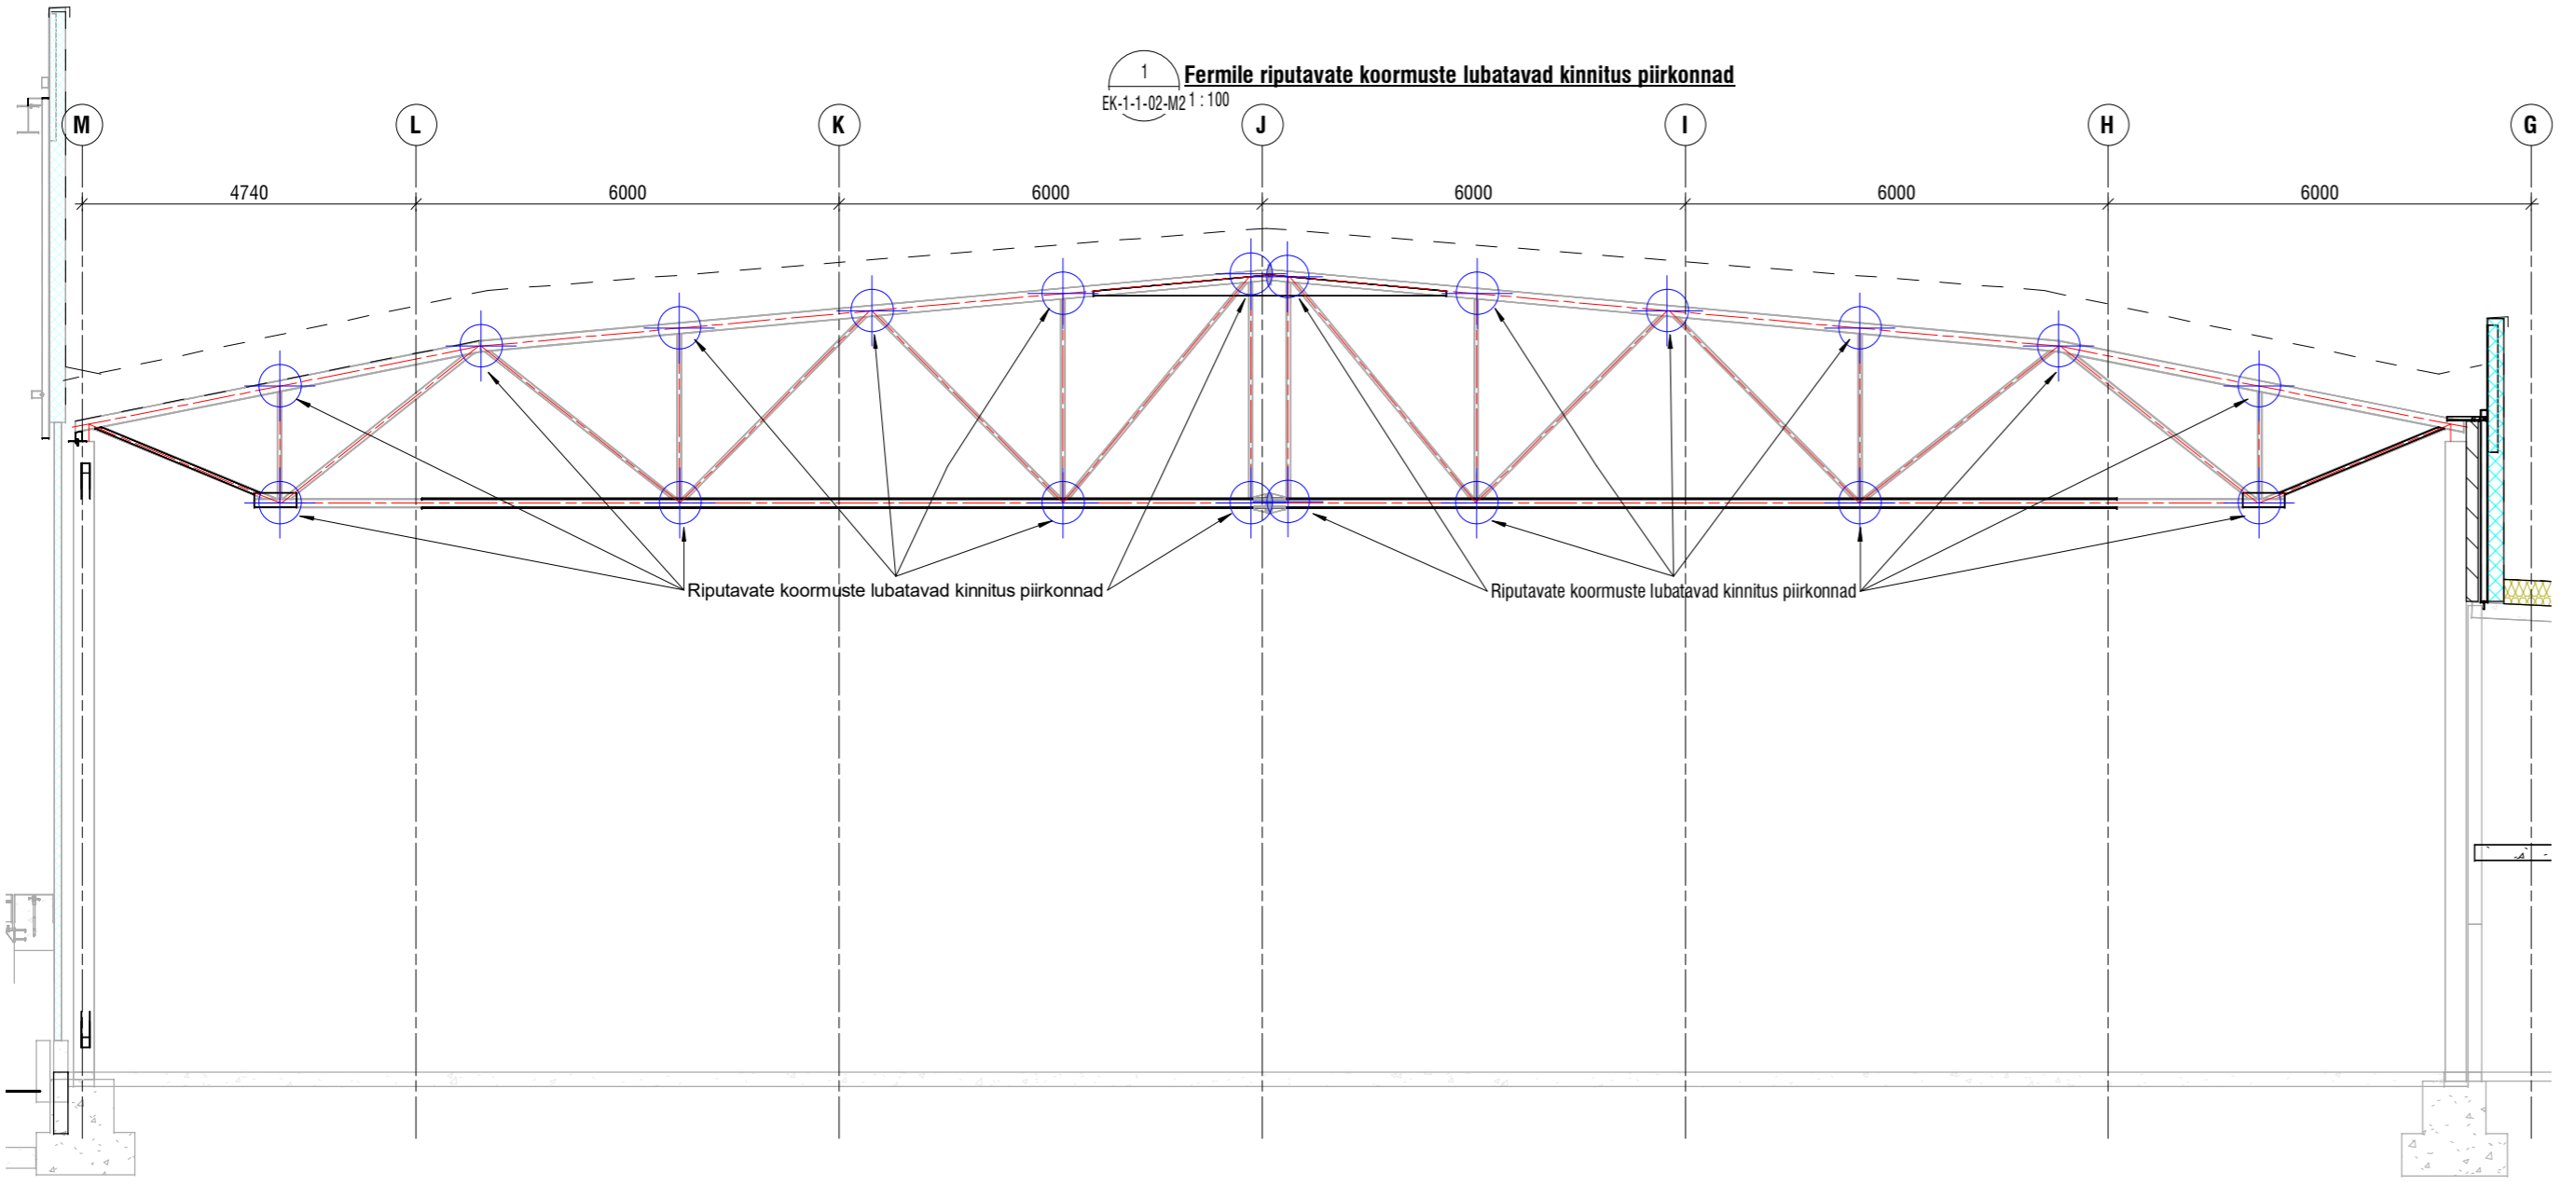 1
Fermile riputavate koormuste lubatavad kinnitus piirkonnad
EK-1-1-02-M2 1 : 100
M L K J I H G
4740 6000 6000 6000 6000 6000
Riputavate koormuste lubatavad kinnitus piirkonnad
Riputavate koormuste lubatavad kinnitus piirkonnad